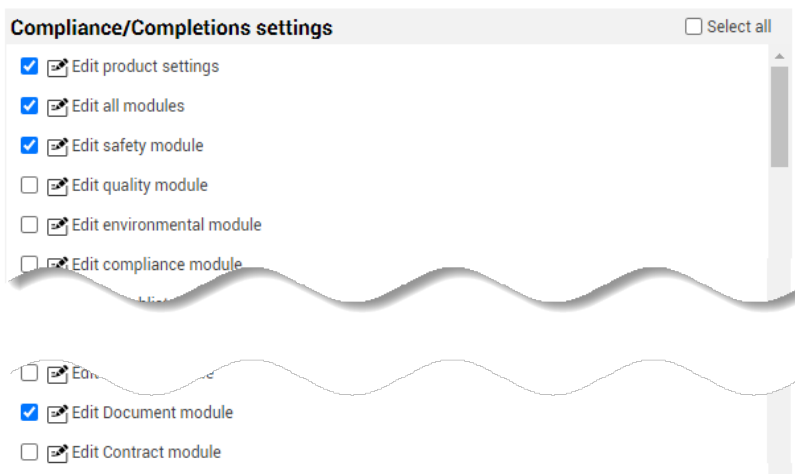 Compliance/Completions settings
Select all
Edit product settings
Edit all modules
Edit safety module
Edit quality module
Edit environmental module
Edit compliance module
Edit Document module
Edit Contract module